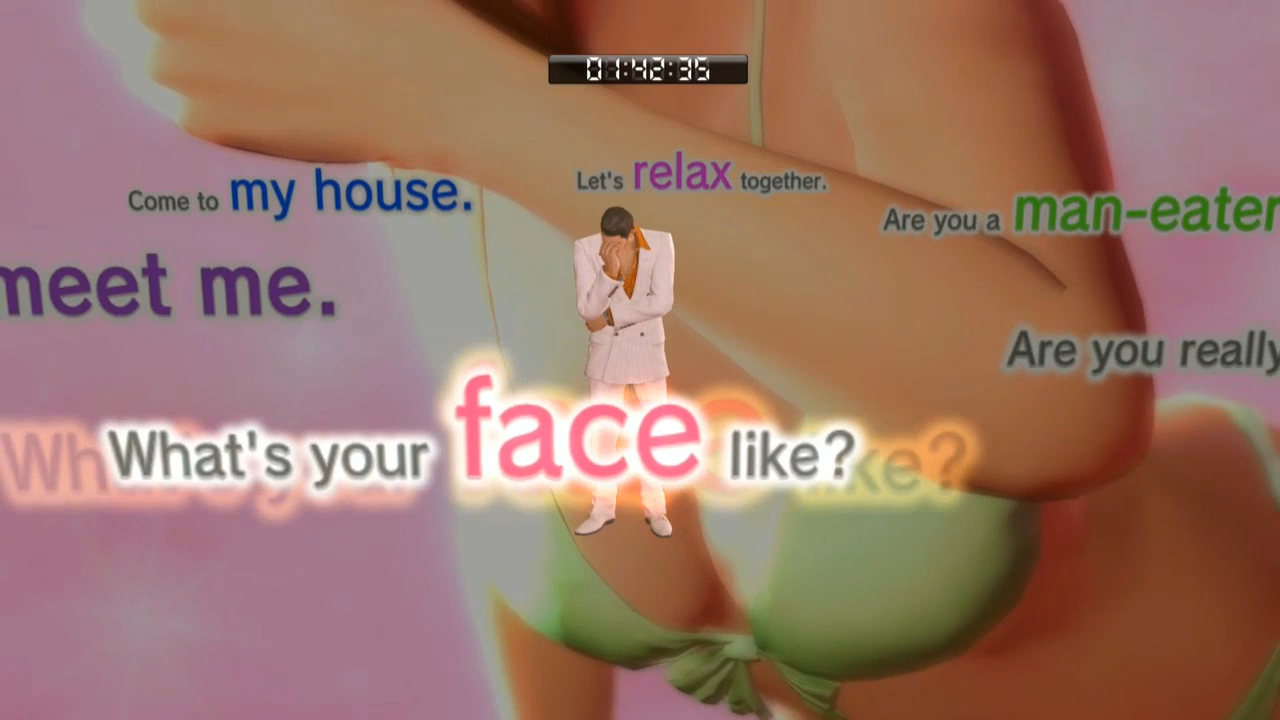 01:42:35
Come to my house.
Let's relax together.
Are you a man-eater
meet me.
Are you really
What's your face like?